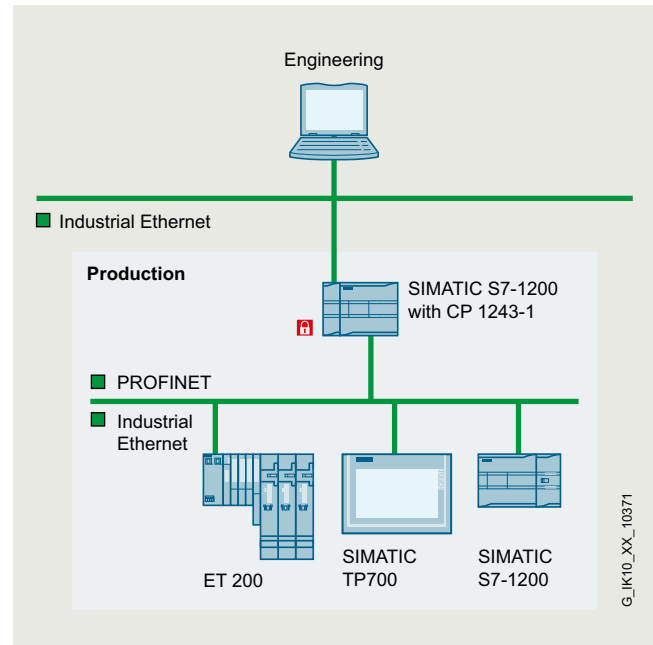 Engineering
Industrial Ethernet
Production
SIMATIC S7-1200
with CP 1243-1
PROFINET
Industrial
Ethernet
ET 200
SIMATIC
TP700
SIMATIC
S7-1200
G_IK10_XX_10371